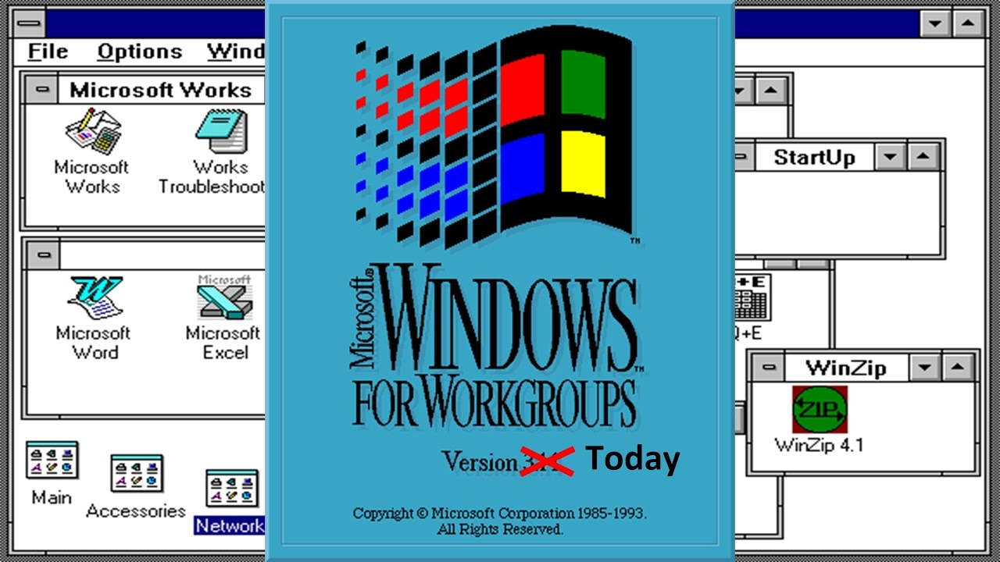 File Options Wind
Microsoft Works
Microsoft
Works
Works
Troubleshoot
Microsoft
Word
Microsoft
Microsoft
Excel
Main
Accessories
Network
TM
Microsoft®
WINDOWS™
FOR WORKGROUPS
Version 3.11 Today
Copyright © Microsoft Corporation 1985-1993.
All Rights Reserved.
StartUp
+E
Q+E
WinZip
ZIP
WinZip 4.1